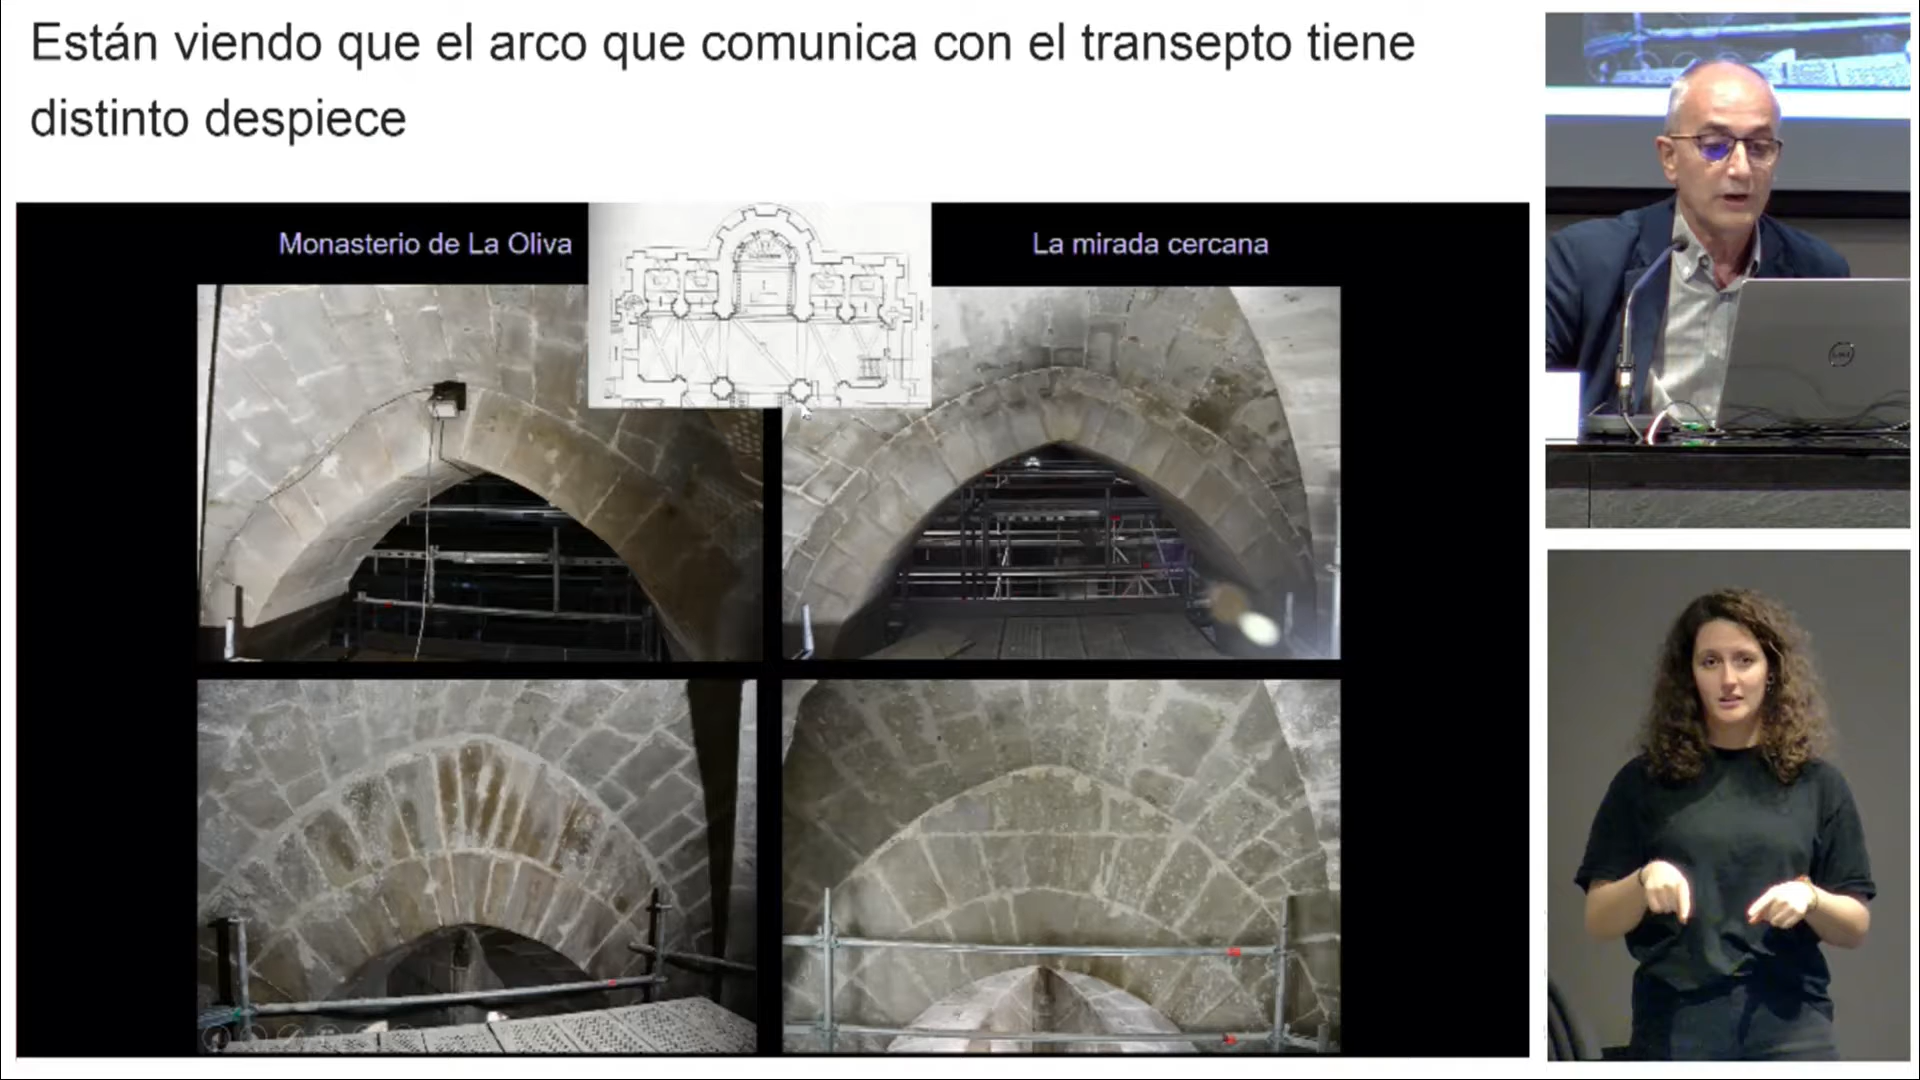 Están viendo que el arco que comunica con el transepto tiene
distinto despiece
Monasterio de La Oliva
La mirada cercana
DELL